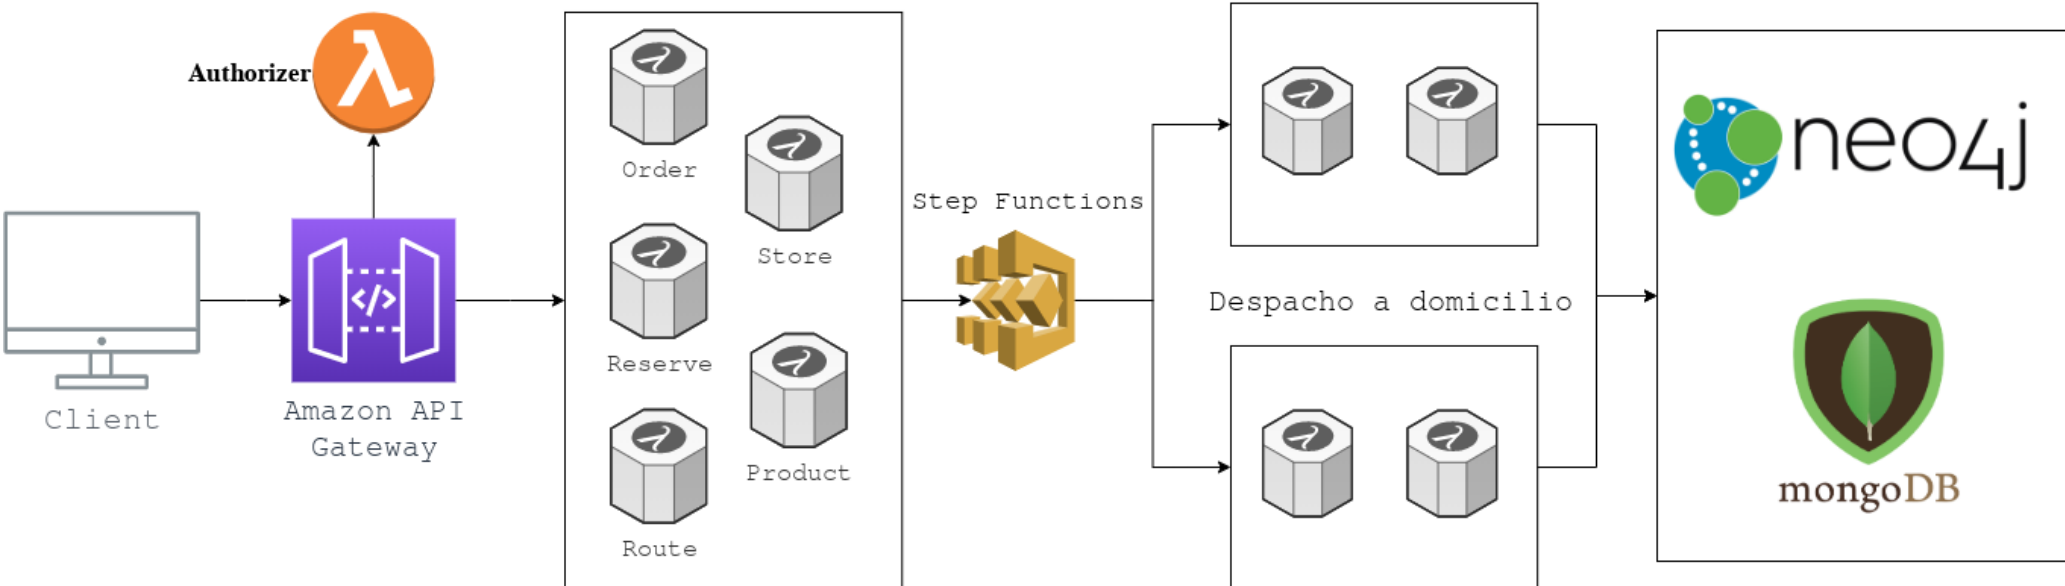 Authorizer
Client
Amazon API
Gateway
Order
Store
Reserve
Product
Route
Step Functions
Despacho a domicilio
neo4j
mongoDB